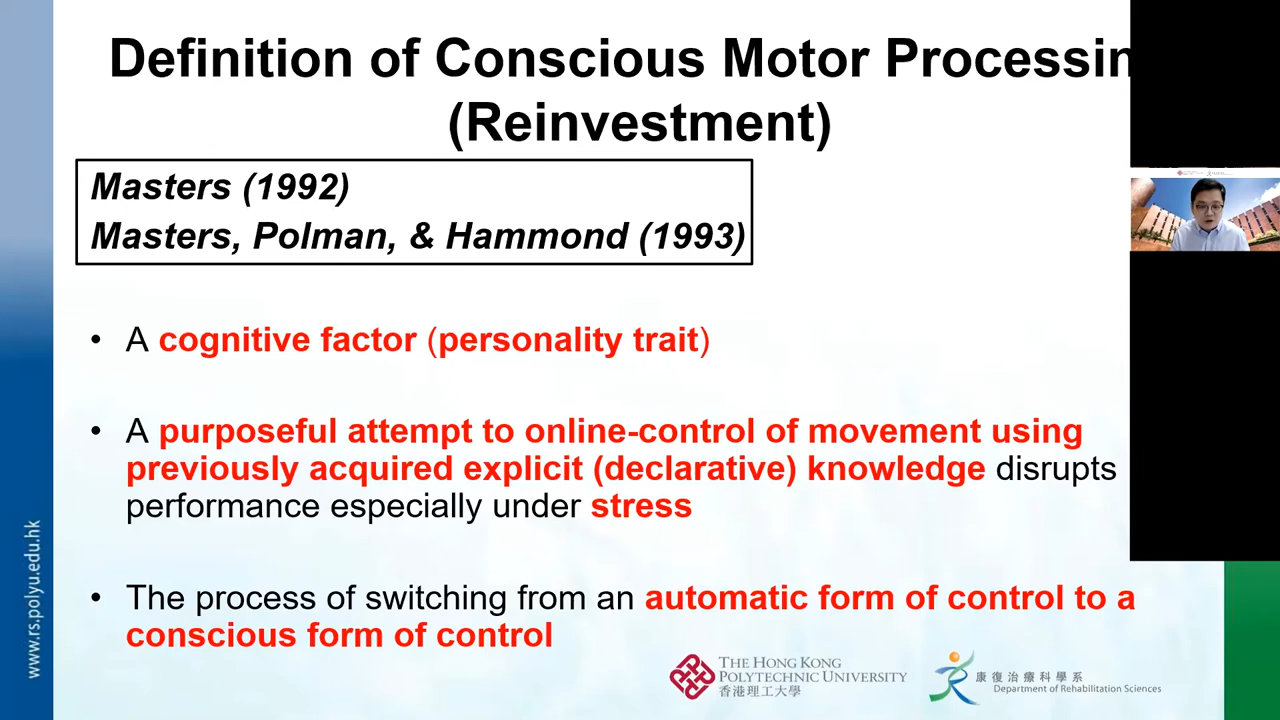 Definition of Conscious Motor Processin
(Reinvestment)
Masters (1992)
Masters, Polman, & Hammond (1993)
• A cognitive factor (personality trait)
• A purposeful attempt to online-control of movement using
previously acquired explicit (declarative) knowledge disrupts
performance especially under stress
• The process of switching from an automatic form of control to a
conscious form of control
www.rs.polyu.edu.hk
THE HONG KONG
POLYTECHNIC UNIVERSITY
香港理工大學
康復治療科學系
Department of Rehabilitation Sciences